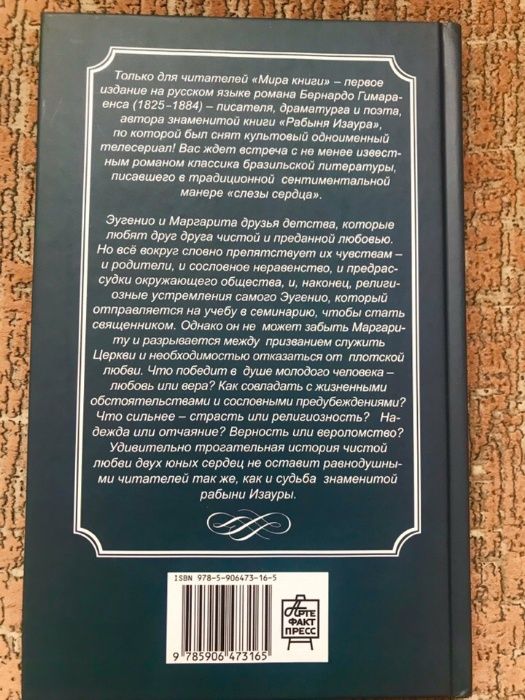 Только для читателей «Мира книги» – первое
издание на русском языке романа Бернардо Гимара-
енса (1825–1884) – писателя, драматурга и поэта,
автора знаменитой книги «Рабыня Изаура»,
по которой был снят культовый одноименный
телесериал! Вас ждет встреча с не менее извест-
ным романом классика бразильской литературы,
писавшего в традиционной сентиментальной
манере «слезы сердца».
Эугенио и Маргарита друзья детства, которые
любят друг друга чистой и преданной любовью.
Но всё вокруг словно препятствует их чувствам –
и родители, и сословное неравенство, и предрас-
судки окружающего общества, и, наконец, религи-
озные устремления самого Эугенио, который
отправляется на учебу в семинарию, чтобы стать
священником. Однако он не может забыть Маргари-
ту и разрывается между призванием служить
Церкви и необходимостью отказаться от плотской
любви. Что победит в душе молодого человека –
любовь или вера? Как совладать с жизненными
обстоятельствами и сословными предубеждениями?
Что сильнее – страсть или религиозность? На-
дежда или отчаяние? Верность или вероломство?
Удивительно трогательная история чистой
любви двух юных сердец не оставит равнодушны-
ми читателей так же, как и судьба знаменитой
рабыни Изауры.
ISBN 978-5-906473-16-5
9 785906 473165
АРТЕ
ФАКТ
ПРЕСС